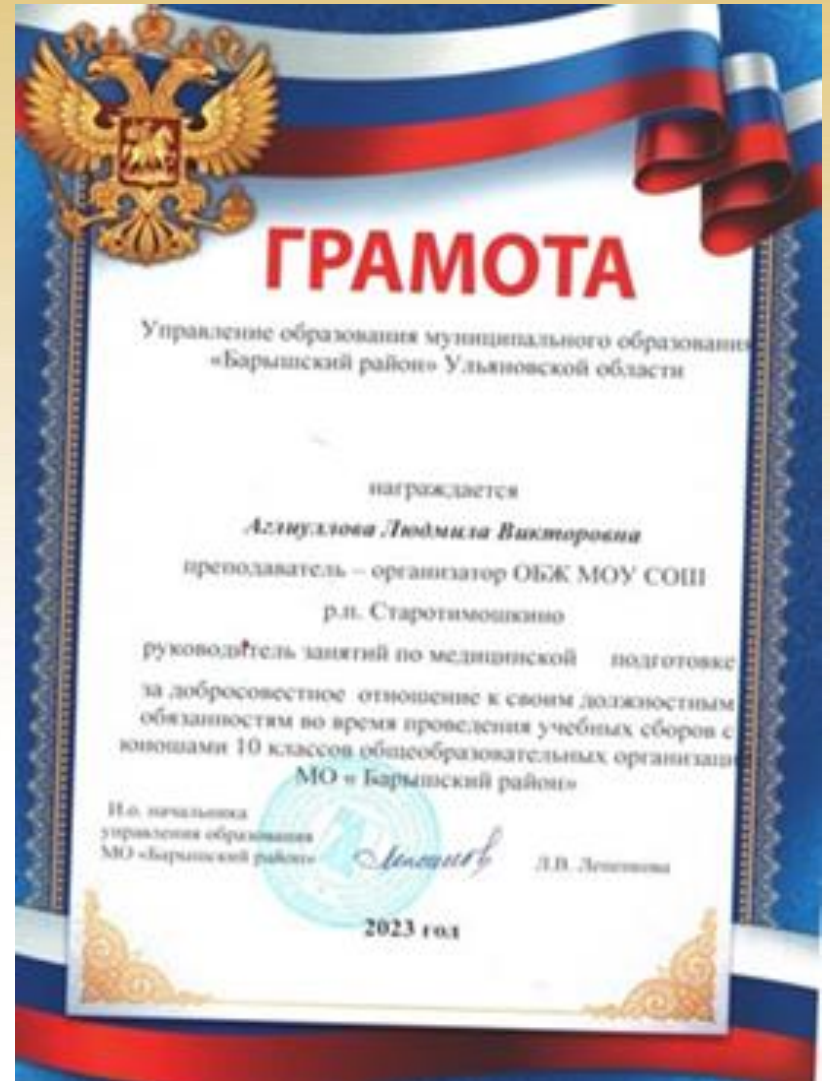 ГРАМОТА
Управление образования муниципального образования
«Барышский район» Ульяновской области
награждается
Аглиуллова Людмила Викторовна
преподаватель – организатор ОБЖ МОУ СОШ
р.п. Старотимошкино
руководитель занятий по медицинской подготовке
за добросовестное отношение к своим должностным
обязанностям во время проведения учебных сборов с
юношами 10 классов общеобразовательных организаци
МО « Барышский район»
И.о. начальника
управления образования
МО «Барышский район»
Л.В.
2023 год